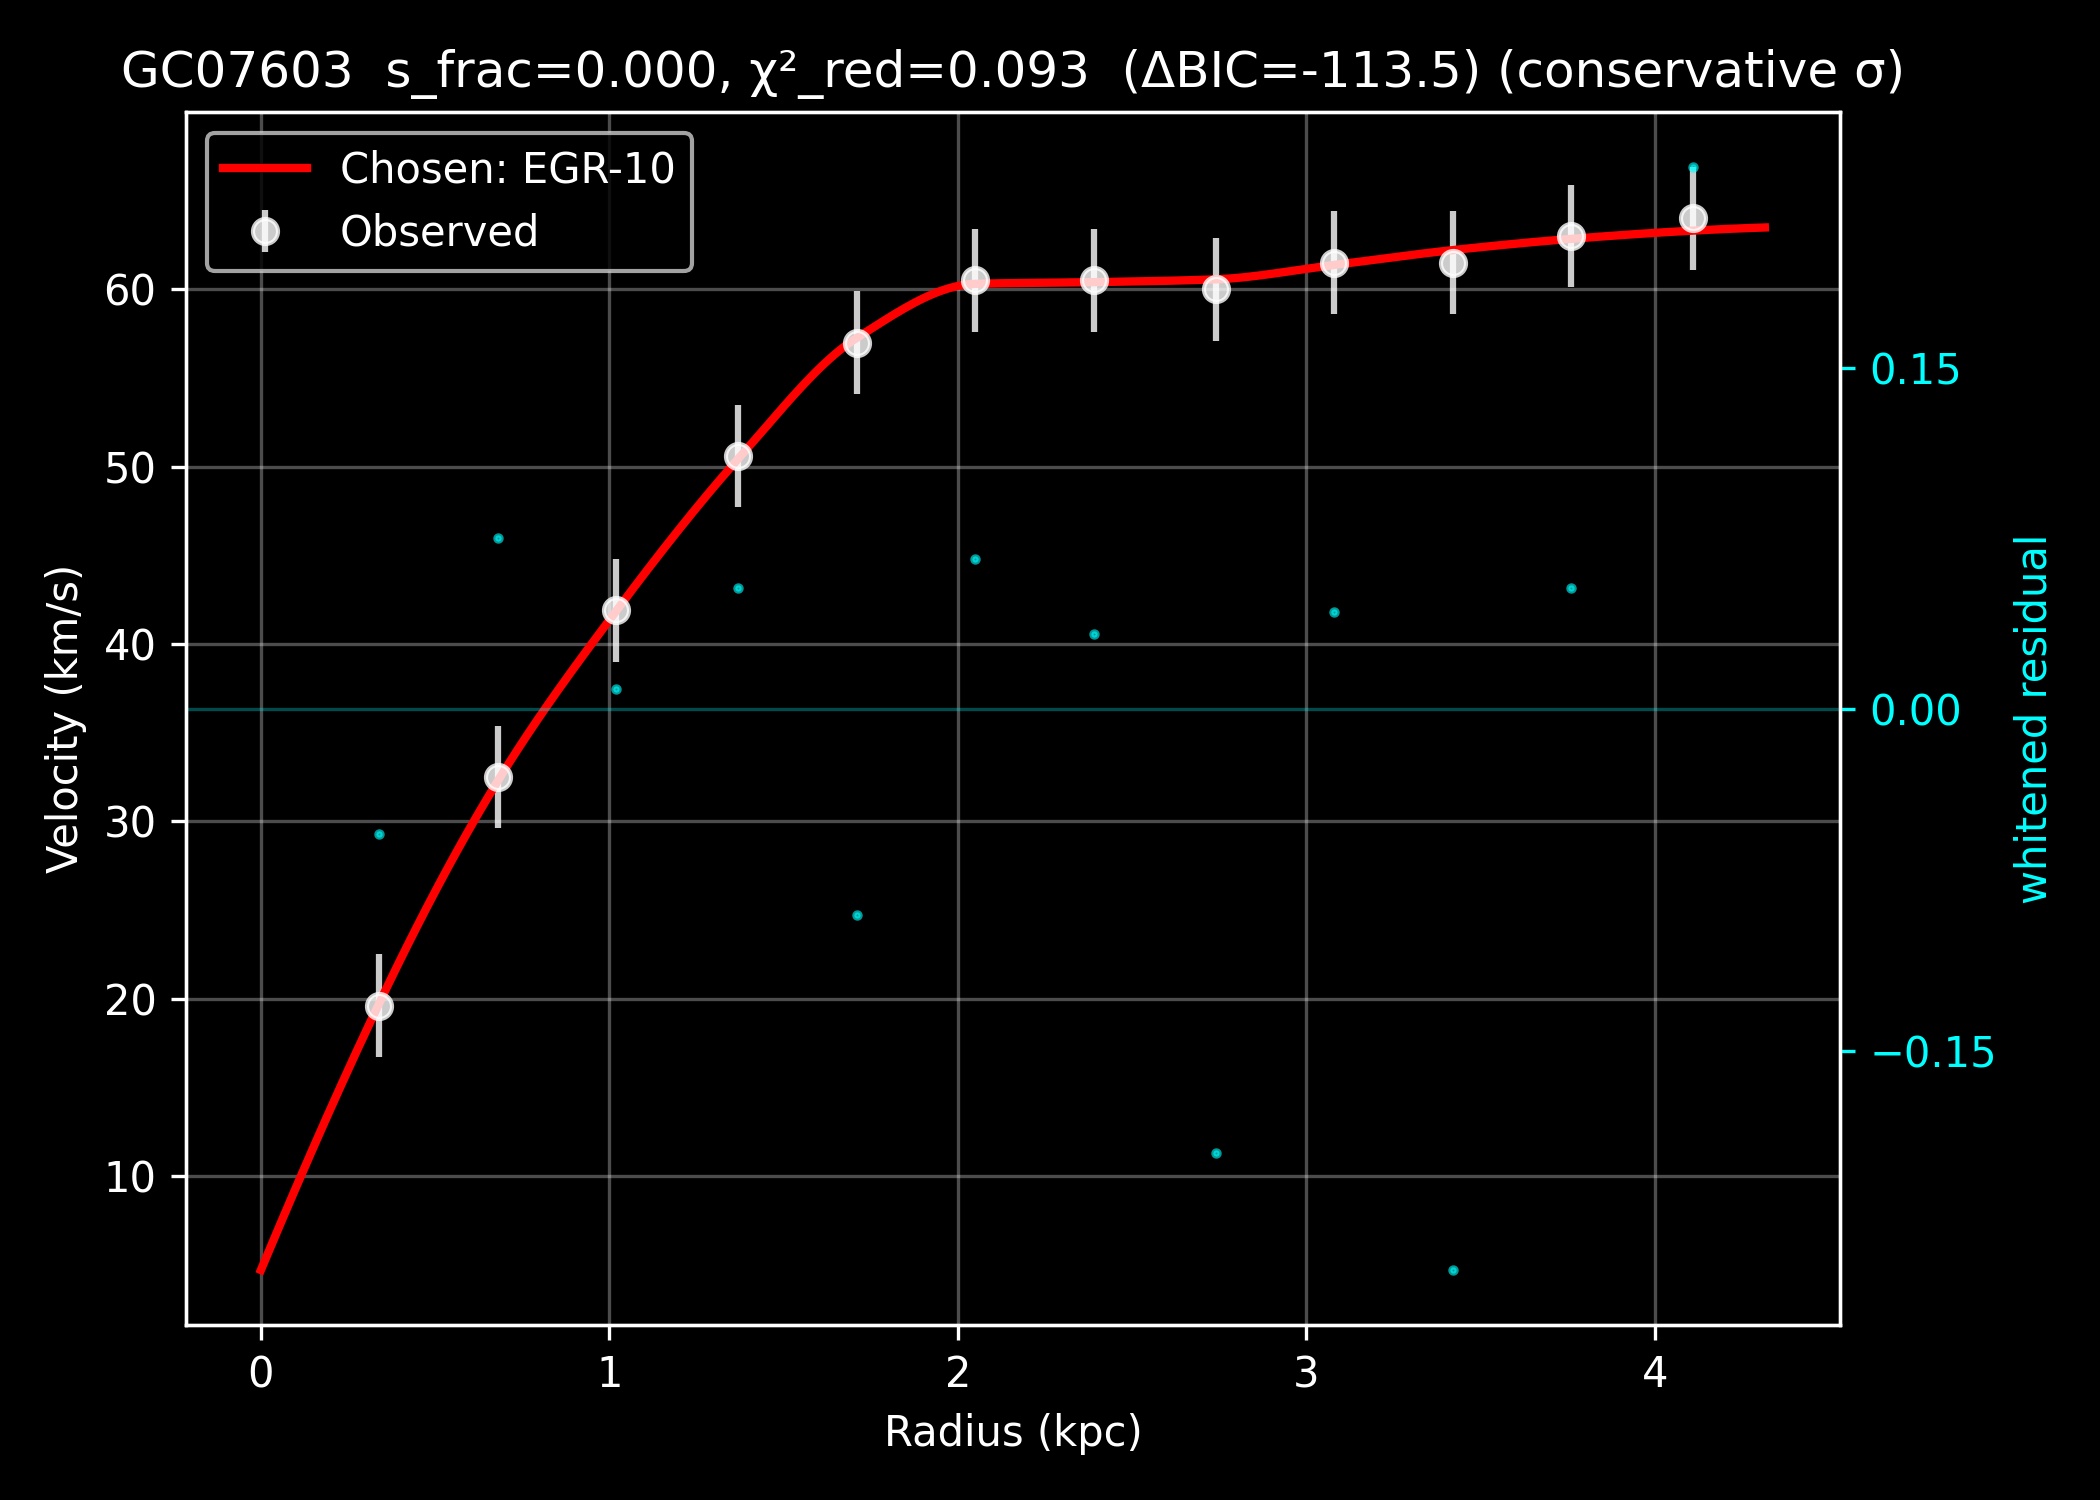 GC07603 s_frac=0.000, χ²_red=0.093 (ΔBIC=-113.5) (conservative σ)
Chosen: EGR-10
Observed
60
50
40
30
20
10
Velocity (km/s)
0.15
0.00
−0.15
whitened residual
0 1 2 3 4
Radius (kpc)